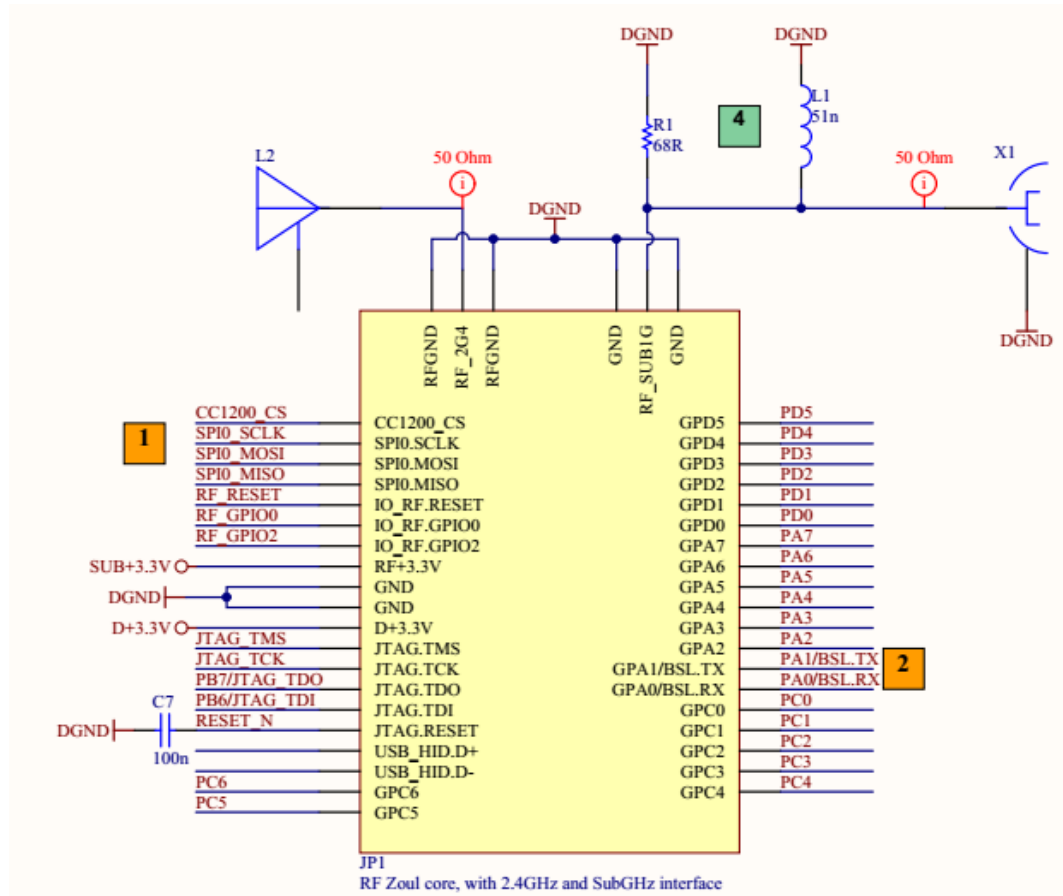 DGND
DGND
L1
51n
4
R1
68R
L2
50 Ohm
i
50 Ohm
i
X1
DGND
DGND
RFGND
RF_2G4
RFGND
GND
RF_SUB1G
GND
1
CC1200_CS
CC1200_CS
GPD5
PD5
SPI0_SCLK
SPI0.SCLK
GPD4
PD4
SPI0_MOSI
SPI0.MOSI
GPD3
PD3
SPI0_MISO
SPI0.MISO
GPD2
PD2
RF_RESET
IO_RF.RESET
GPD1
PD1
RF_GPIO0
IO_RF.GPIO0
GPD0
PD0
RF_GPIO2
IO_RF.GPIO2
GPA7
PA7
SUB+3.3V
RF+3.3V
GPA6
PA6
GND
GPA5
PA5
DGND
GND
GPA4
PA4
D+3.3V
D+3.3V
GPA3
PA3
JTAG_TMS
JTAG.TMS
GPA2
PA2
JTAG_TCK
JTAG.TCK
GPA1/BSL.TX
PA1/BSL.TX
2
PB7/JTAG_TDO
JTAG.TDO
GPA0/BSL.RX
PA0/BSL.RX
PB6/JTAG_TDI
JTAG.TDI
GPC0
PC0
C7
100n
DGND
RESET_N
JTAG.RESET
GPC1
PC1
USB_HID.D+
GPC2
PC2
USB_HID.D-
GPC3
PC3
PC6
GPC6
GPC4
PC4
PC5
GPC5
JP1
RF Zoul core, with 2.4GHz and SubGHz interface